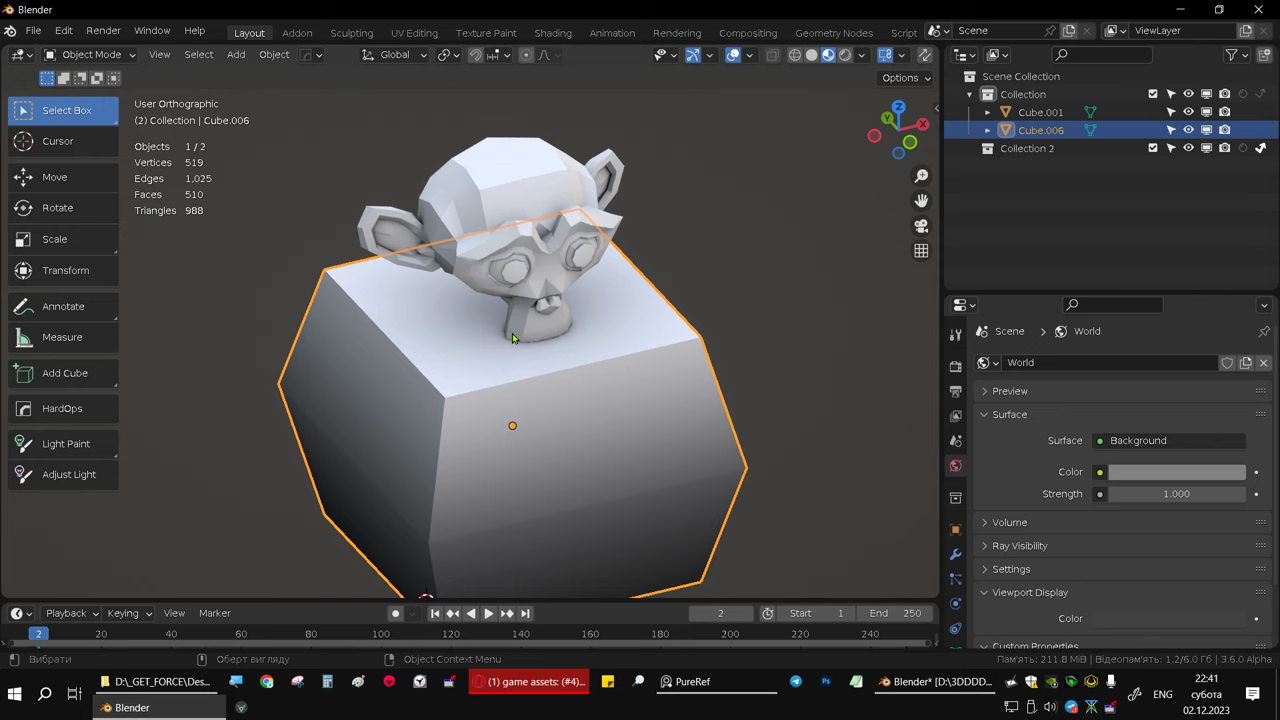 Blender
File Edit Render Window Help Layout Addon Sculpting UV Editing Texture Paint Shading Animation Rendering Compositing Geometry Nodes Script Scene ViewLayer
Object Mode View Select Add Object Global
Options
Select Box
Cursor
Move
Rotate
Scale
Transform
Annotate
Measure
Add Cube
HardOps
Light Paint
Adjust Light
User Orthographic
(2) Collection | Cube.006
Objects 1 / 2
Vertices 519
Edges 1,025
Faces 510
Triangles 988
Z
Y
X
Scene Collection
Collection
Cube.001
Cube.006
Collection 2
Scene World
World
Preview
Surface
Surface Background
Color
Strength 1.000
Volume
Ray Visibility
Settings
Viewport Display
Color
Custom Properties
Playback Keying View Marker 2 Start 1 End 250
2 20 40 60 80 100 120 140 160 180 200 220 240
Вибрати Оберт вигляду Object Context Menu Пам'ять: 211.8 MiB | Відеопам'ять: 1.2/6.0 Гб | 3.6.0 Alpha
D:\_GET_FORCE\Des... (1) game assets: (#4)... PureRef Blender* [D:\3DDDD...
Blender
ENG
22:41
субота
02.12.2023